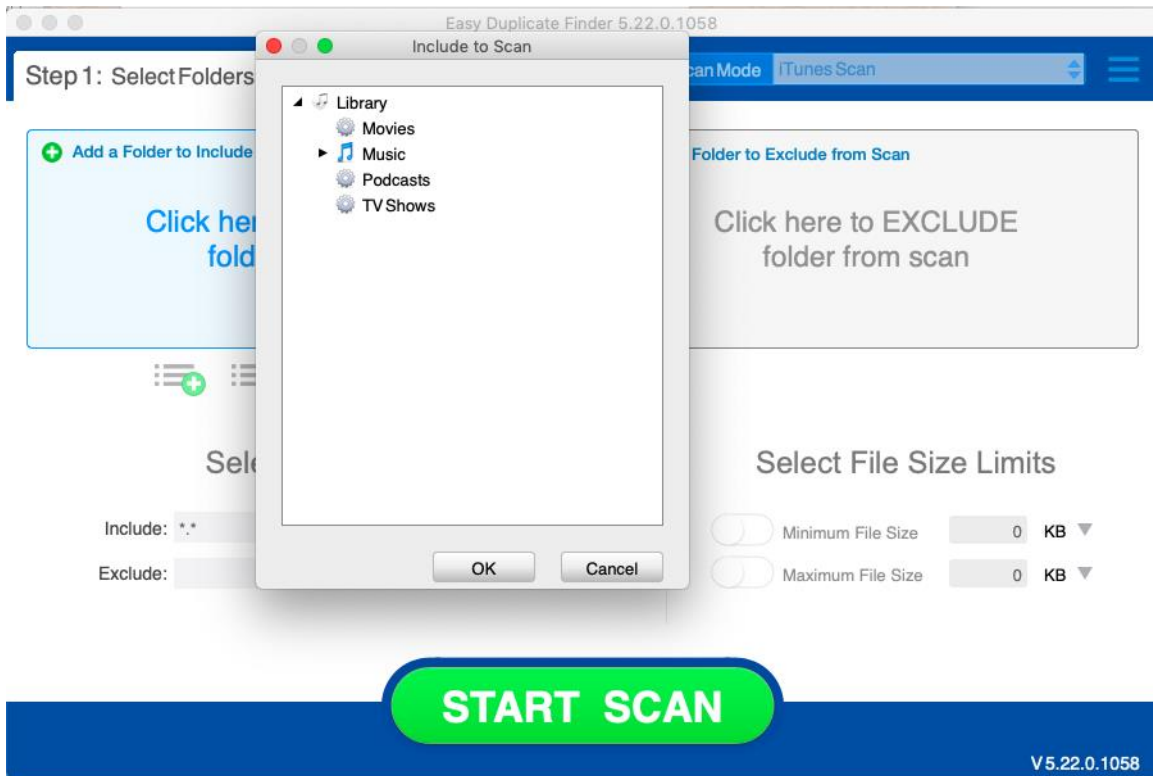 Easy Duplicate Finder 5.22.0.1058
Include to Scan
Step 1: Select Folders
can Mode
iTunes Scan
Library
Movies
Music
Podcasts
TV Shows
Add a Folder to Include
Folder to Exclude from Scan
Click her
fold
Click here to EXCLUDE
folder from scan
Sele
Select File Size Limits
Include: *.*
Exclude:
Minimum File Size 0 KB
Maximum File Size 0 KB
OK
Cancel
START SCAN
V 5.22.0.1058